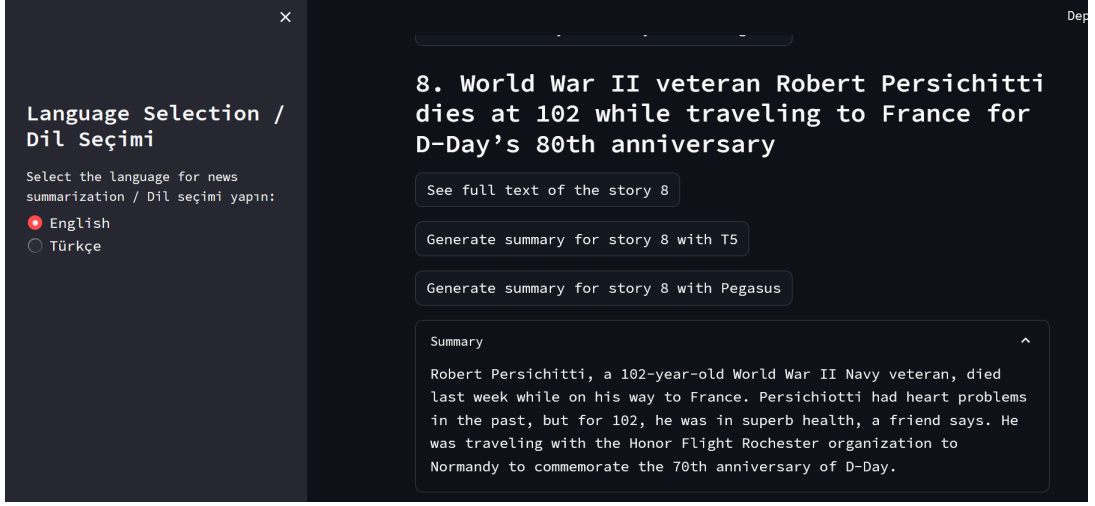 Dep
Language Selection /
Dil Seçimi
Select the language for news
summarization / Dil seçimi yapın:
English
Türkçe
8. World War II veteran Robert Persichitti
dies at 102 while traveling to France for
D-Day’s 80th anniversary
See full text of the story 8
Generate summary for story 8 with T5
Generate summary for story 8 with Pegasus
Summary
Robert Persichitti, a 102-year-old World War II Navy veteran, died
last week while on his way to France. Persichiotti had heart problems
in the past, but for 102, he was in superb health, a friend says. He
was traveling with the Honor Flight Rochester organization to
Normandy to commemorate the 70th anniversary of D-Day.